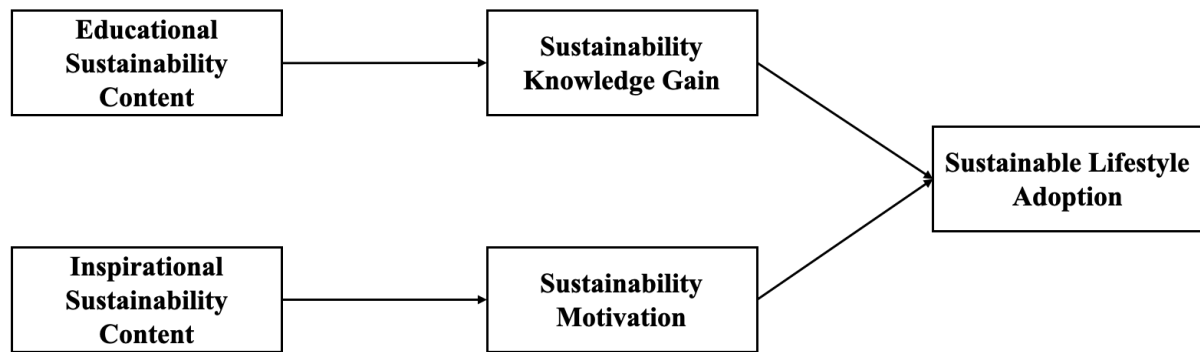 Educational
Sustainability
Content
Sustainability
Knowledge Gain
Sustainable Lifestyle
Adoption
Inspirational
Sustainability
Content
Sustainability
Motivation